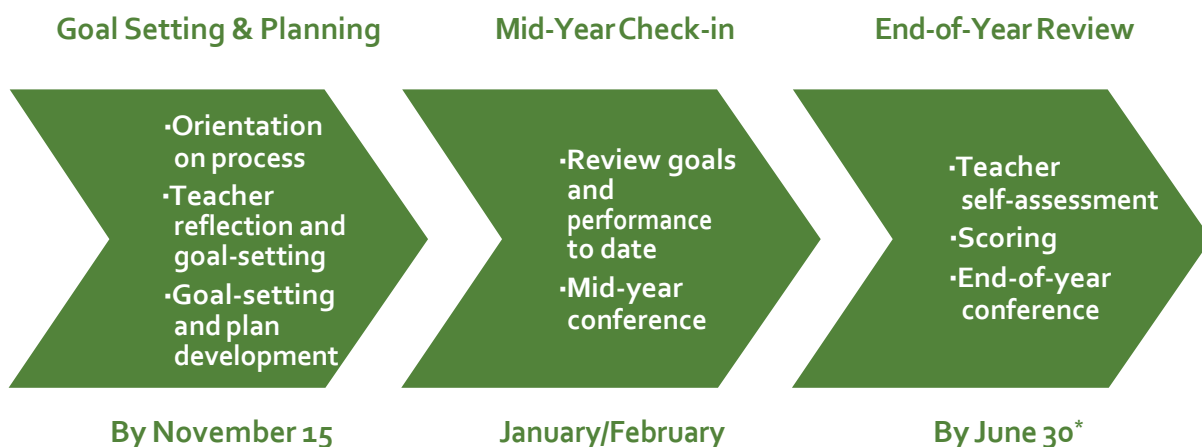 Goal Setting & Planning
Mid-Year Check-in
End-of-Year Review
▪Orientation
on process
▪Teacher
reflection and
goal-setting
▪Goal-setting
and plan
development
▪Review goals
and
performance
to date
▪Mid-year
conference
▪Teacher
self-assessment
▪Scoring
▪End-of-year
conference
By November 15
January/February
By June 30*